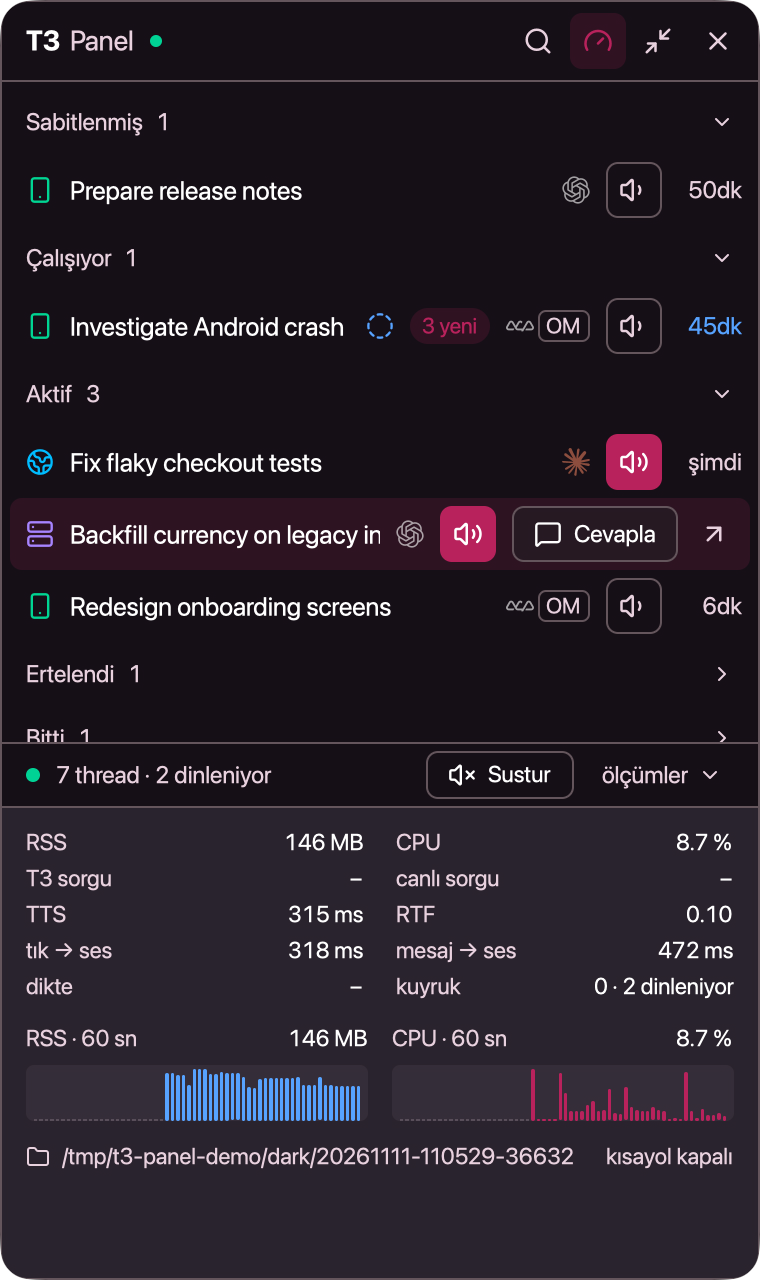 T3 Panel
Sabitlenmiş 1
Prepare release notes 50dk
Çalışıyor 1
Investigate Android crash 3 yeni OM 45dk
Aktif 3
Fix flaky checkout tests şimdi
Backfill currency on legacy in Cevapla
Redesign onboarding screens OM 6dk
Ertelendi 1
Bitti 1
7 thread · 2 dinleniyor Sustur ölçümler
RSS 146 MB CPU 8.7 %
T3 sorgu – canlı sorgu –
TTS 315 ms RTF 0.10
tık → ses 318 ms mesaj → ses 472 ms
dikte – kuyruk 0 · 2 dinleniyor
RSS · 60 sn 146 MB CPU · 60 sn 8.7 %
/tmp/t3-panel-demo/dark/20261111-110529-36632 kısayol kapalı